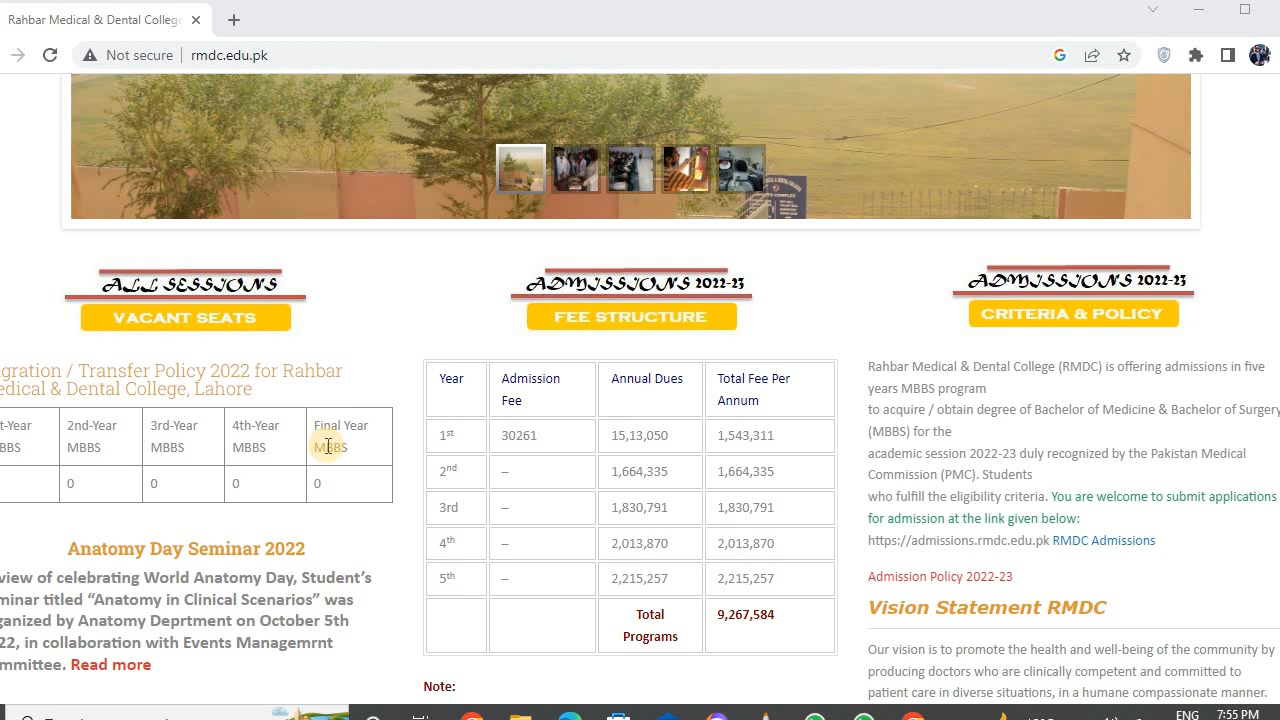 Rahbar Medical & Dental College
Not secure
rmdc.edu.pk
ALL SESSIONS
VACANT SEATS
gration / Transfer Policy 2022 for Rahbar
edical & Dental College, Lahore
t-Year 2nd-Year 3rd-Year 4th-Year Final Year
BBS MBBS MBBS MBBS MBBS
0 0 0 0
Anatomy Day Seminar 2022
view of celebrating World Anatomy Day, Student’s
minar titled “Anatomy in Clinical Scenarios” was
ganized by Anatomy Deprtment on October 5th
22, in collaboration with Events Managemrnt
mmittee. Read more
ADMISSIONS 2022-23
FEE STRUCTURE
Year Admission Annual Dues Total Fee Per
Fee Annum
1st 30261 15,13,050 1,543,311
2nd – 1,664,335 1,664,335
3rd – 1,830,791 1,830,791
4th – 2,013,870 2,013,870
5th – 2,215,257 2,215,257
Total 9,267,584
Programs
Note:
ADMISSIONS 2022-23
CRITERIA & POLICY
Rahbar Medical & Dental College (RMDC) is offering admissions in five
years MBBS program
to acquire / obtain degree of Bachelor of Medicine & Bachelor of Surgery
(MBBS) for the
academic session 2022-23 duly recognized by the Pakistan Medical
Commission (PMC). Students
who fulfill the eligibility criteria. You are welcome to submit applications
for admission at the link given below:
https://admissions.rmdc.edu.pk RMDC Admissions
Admission Policy 2022-23
Vision Statement RMDC
Our vision is to promote the health and well-being of the community by
producing doctors who are clinically competent and committed to
patient care in diverse situations, in a humane compassionate manner.
ENG 7:55 PM